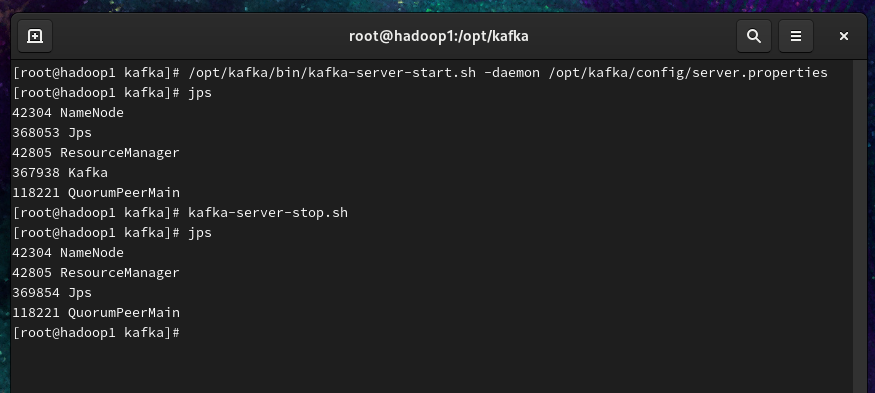 root@hadoop1:/opt/kafka
[root@hadoop1 kafka]# /opt/kafka/bin/kafka-server-start.sh -daemon /opt/kafka/config/server.properties
[root@hadoop1 kafka]# jps
42304 NameNode
368053 Jps
42805 ResourceManager
367938 Kafka
118221 QuorumPeerMain
[root@hadoop1 kafka]# kafka-server-stop.sh
[root@hadoop1 kafka]# jps
42304 NameNode
42805 ResourceManager
369854 Jps
118221 QuorumPeerMain
[root@hadoop1 kafka]#